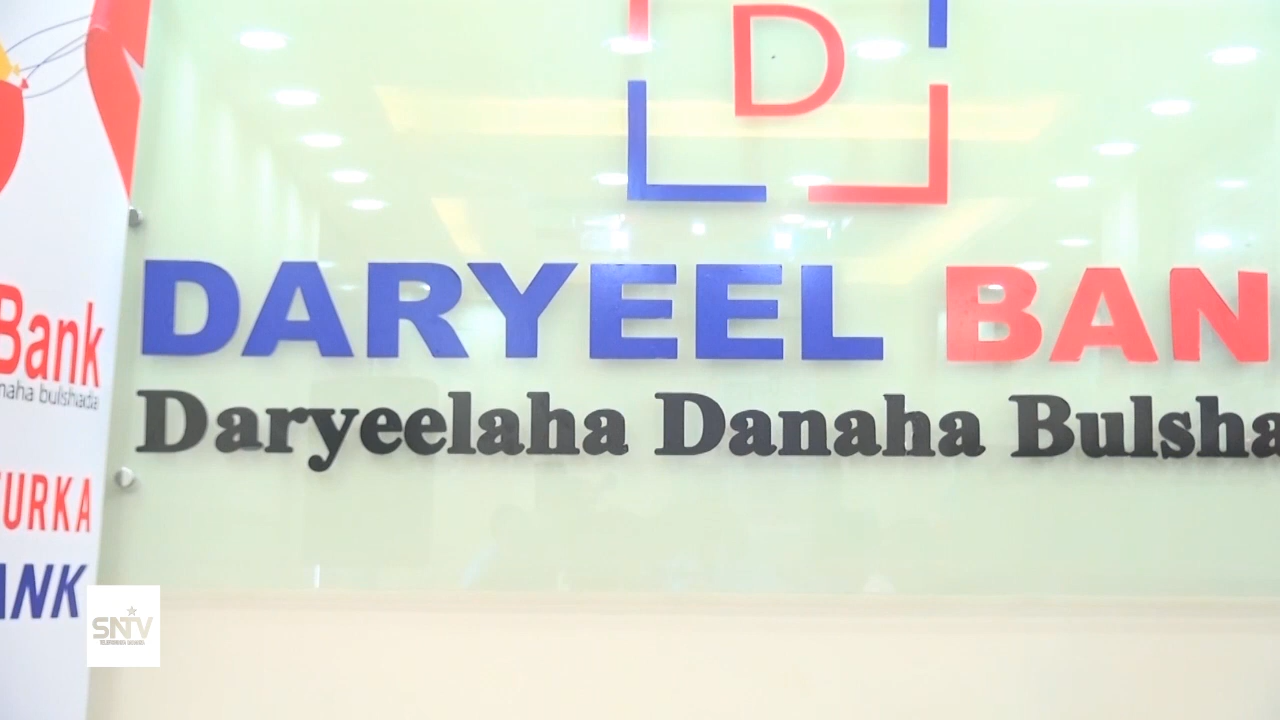 D
DARYEEL BAN
Daryeelaha Danaha Bulsha
Bank
naha bulshada
URKA
ANK
SNTV